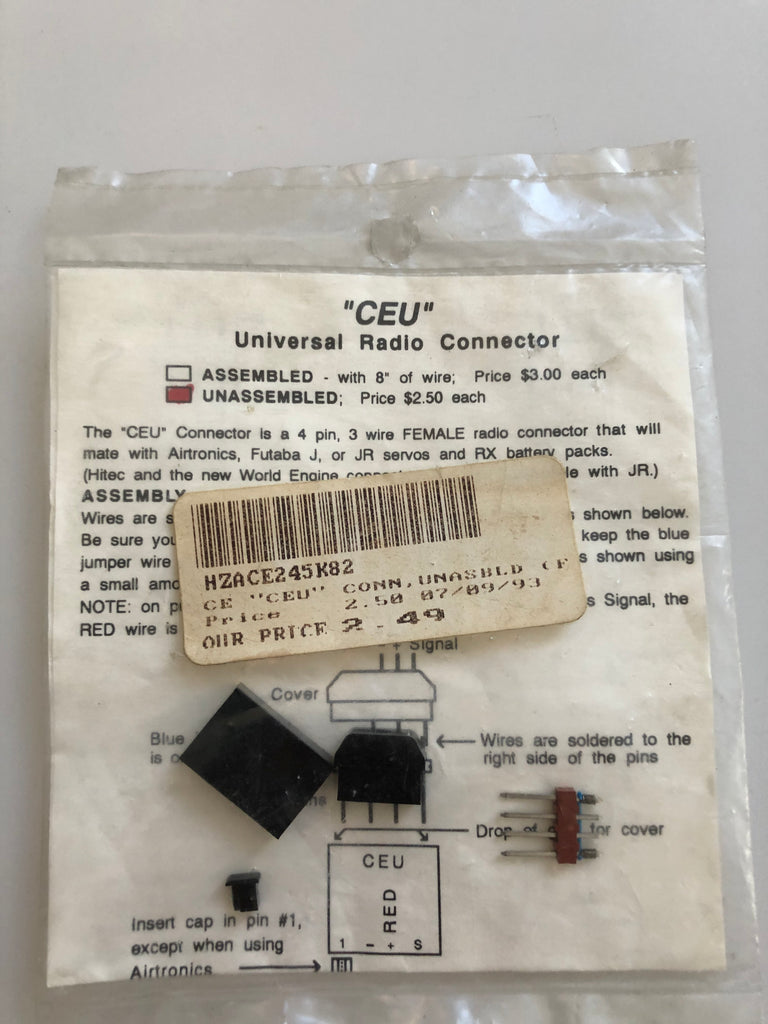 "CEU"
Universal Radio Connector
ASSEMBLED - with 8" of wire; Price $3.00 each
UNASSEMBLED; Price $2.50 each
The "CEU" Connector is a 4 pin, 3 wire FEMALE radio connector that will
mate with Airtronics, Futaba J, or JR servos and RX battery packs.
(Hitec and the new World Engine le with JR.)
ASSEMBLY
Wires are s shown below.
Be sure you keep the blue
jumper wire s shown using
a small amo
NOTE: on p s Signal, the
RED wire is
HZACE245K82
CE "CEU" CONN,UNASBLD (F
Price 2.50 07/09/93
OUR PRICE 2.49
- + Signal
Cover
Blue
is
Wires are soldered to the
right side of the pins
Drop of for cover
CEU
RED
1 - + S
Insert cap in pin #1,
except when using
Airtronics